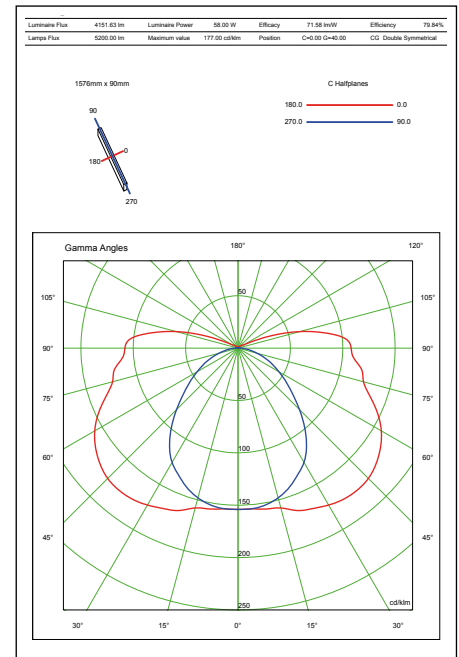 Luminaire Flux 4151.63 lm Luminaire Power 58.00 W Efficacy 71.58 lm/W Efficiency 79.84%
Lamps Flux 5200.00 lm Maximum value 177.00 cd/klm Position C=0.00 G=40.00 CG Double Symmetrical
1576mm x 90mm C Halfplanes
180.0 0.0
270.0 90.0
90
0
180
270
Gamma Angles 180° 120°
50
105° 105°
90° 90°
50
75° 75°
100
60° 60°
150
45° 45°
200
250 cd/klm
30° 15° 0° 15° 30°